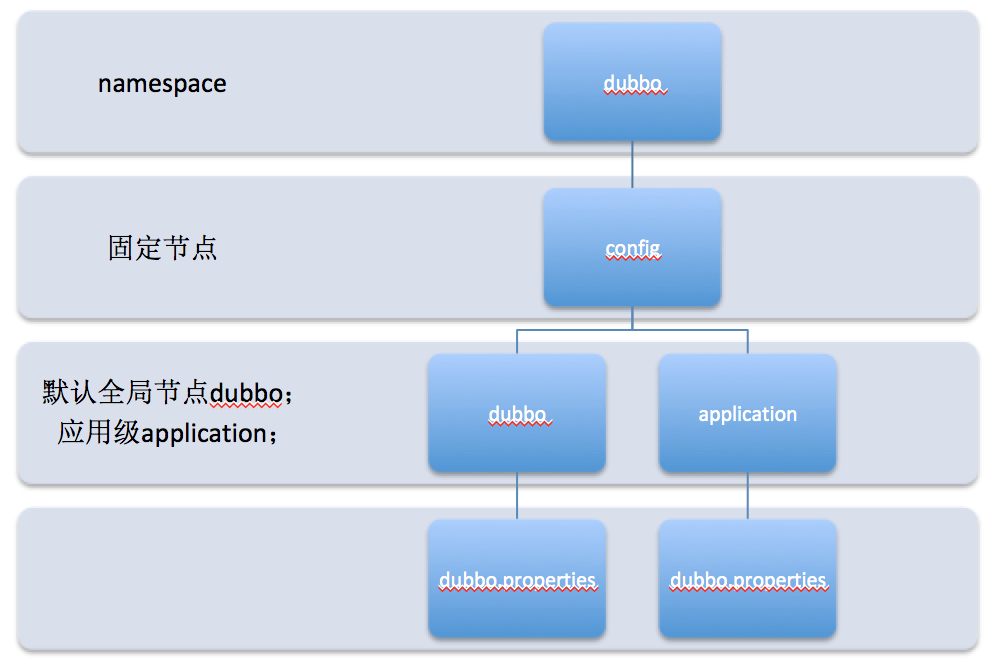 namespace
dubbo
固定节点
config
默认全局节点dubbo；
应用级application；
dubbo
application
dubbo.properties
dubbo.properties